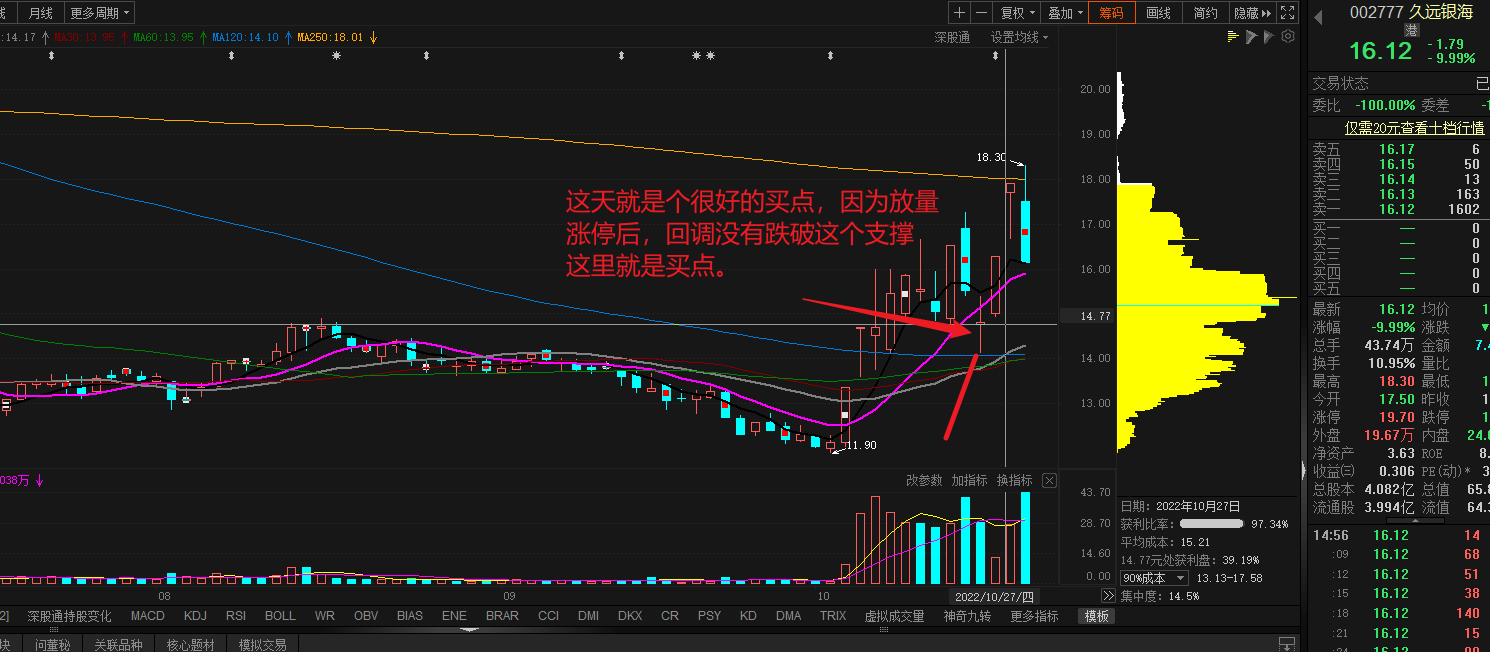 线 月线 更多周期
复权 叠加 筹码 画线 简约 隐藏
:14.17 MA30:13.95 MA60:13.95 MA120:14.10 MA250:18.01
深股通 设置均线
002777 久远银海
港
16.12 -1.79
-9.99%
交易状态 已
委比 -100.00% 委差 -1
仅需20元查看十档行情
卖五 16.17 6
卖四 16.15 50
卖三 16.14 13
卖二 16.13 163
卖一 16.12 1602
买一 — 0
买二 — 0
买三 — 0
买四 — 0
买五 — 0
最新 16.12 均价 1
涨幅 -9.99% 涨跌
总手 43.74万 金额 7.4
换手 10.95% 量比
最高 18.30 最低 1
今开 17.50 昨收 1
涨停 19.70 跌停 1
外盘 19.67万 内盘 24.0
净资产 3.63 ROE 8.
收益㈢ 0.306 PE(动)* 3
总股本 4.082亿 总值 65.8
流通股 3.994亿 流值 64.3
14:56 16.12 14
:09 16.12 68
:12 16.12 51
:15 16.12 38
:18 16.12 140
:21 16.12 15
20.00
19.00
18.00
17.00
16.00
14.77
14.00
13.00
18.30
11.90
这天就是个很好的买点，因为放量
涨停后，回调没有跌破这个支撑
这里就是买点。
038万
改参数 加指标 换指标
43.70
28.70
14.60
0.00
日期: 2022年10月27日
获利比率: 97.34%
平均成本: 15.21
14.77元处获利盘: 39.19%
90%成本 13.13-17.58
集中度: 14.5%
08 09 10 2022/10/27/四
2] 深股通持股变化 MACD KDJ RSI BOLL WR OBV BIAS ENE BRAR CCI DMI DKX CR PSY KD DMA TRIX 虚拟成交量 神奇九转 更多指标 模板
块 问董秘 关联品种 核心题材 模拟交易